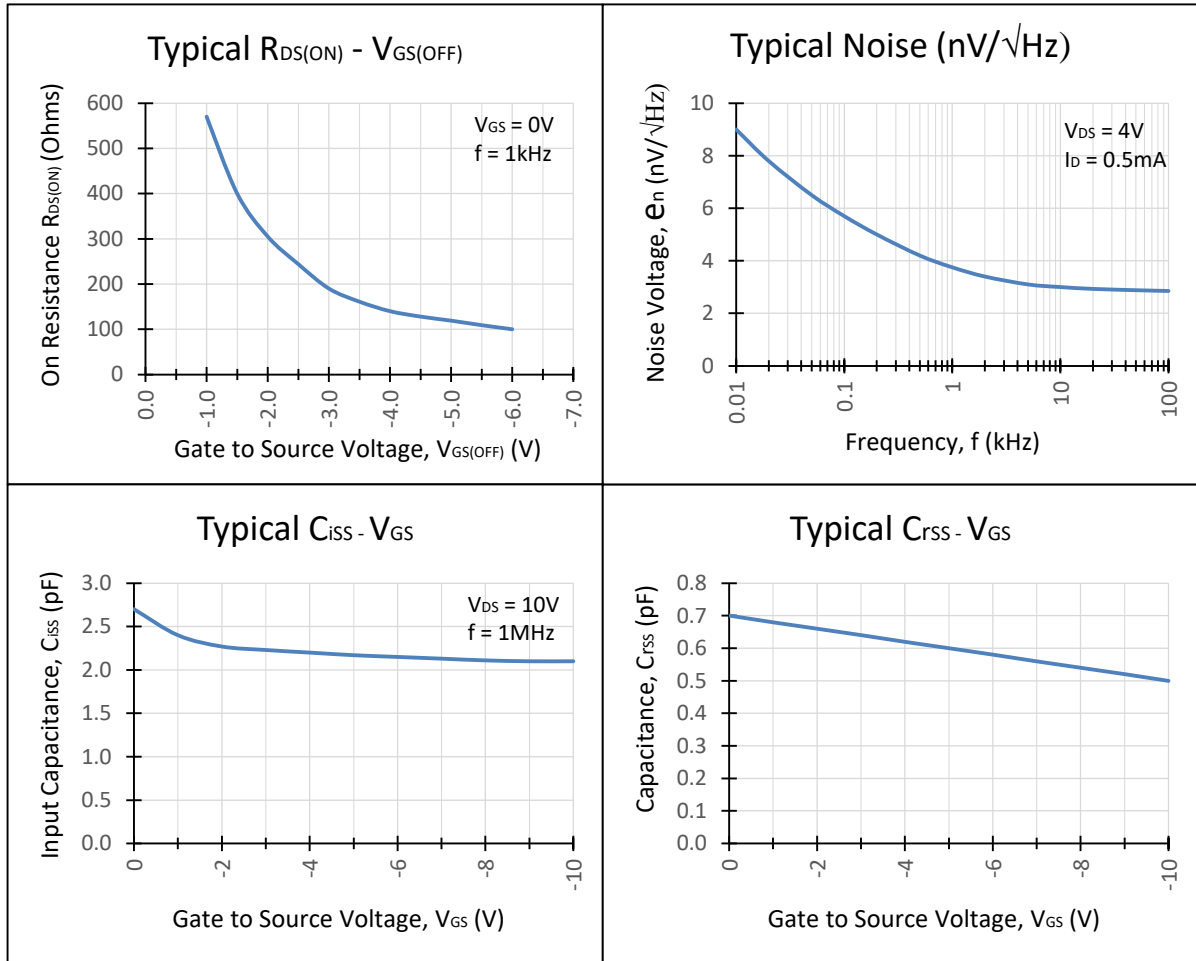 Typical RDS(ON) - VGS(OFF)
On Resistance RDS(ON) (Ohms)
600
500
400
300
200
100
0
VGS = 0V
f = 1kHz
0.0 -1.0 -2.0 -3.0 -4.0 -5.0 -6.0 -7.0
Gate to Source Voltage, VGS(OFF) (V)
Typical Noise (nV/√Hz)
Noise Voltage, en (nV/√Hz)
10
8
6
4
2
0
VDS = 4V
ID = 0.5mA
0.01 0.1 1 10 100
Frequency, f (kHz)
Typical CiSS - VGS
Input Capacitance, CiSS (pF)
3.0
2.5
2.0
1.5
1.0
0.5
0.0
VDS = 10V
f = 1MHz
0 -2 -4 -6 -8 -10
Gate to Source Voltage, VGS (V)
Typical CrSS - VGS
Capacitance, Crss (pF)
0.8
0.7
0.6
0.5
0.4
0.3
0.2
0.1
0.0
0 -2 -4 -6 -8 -10
Gate to Source Voltage, VGS (V)